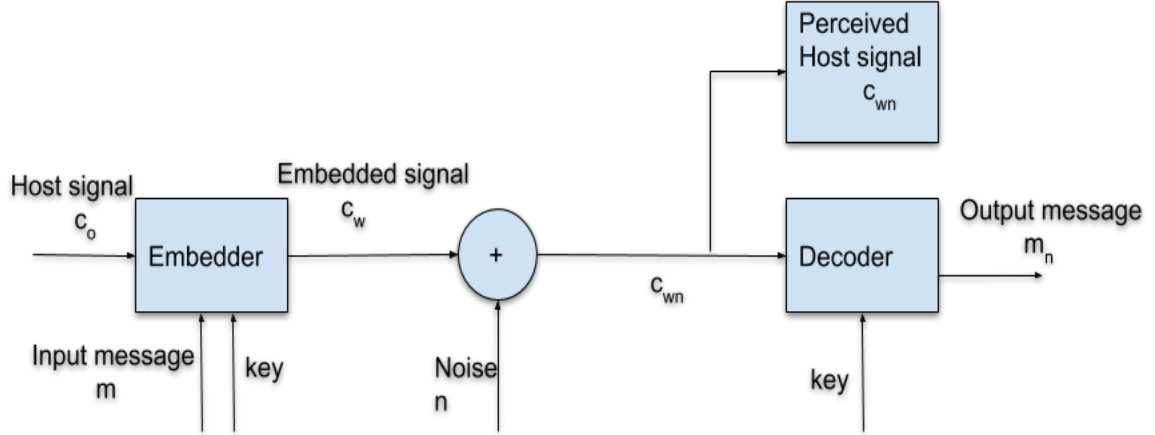 Perceived
Host signal
c_wn
Host signal
c_o
Embedder
Embedded signal
c_w
+
c_wn
Decoder
Output message
m_n
Input message
m
key
Noise
n
key